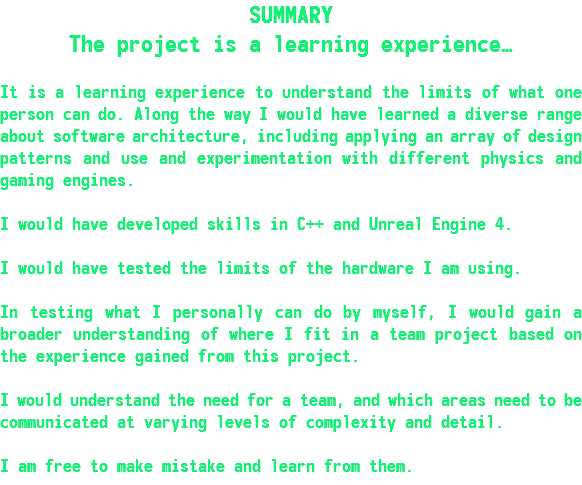 SUMMARY
The project is a learning experience…
It is a learning experience to understand the limits of what one
person can do. Along the way I would have learned a diverse range
about software architecture, including applying an array of design
patterns and use and experimentation with different physics and
gaming engines.
I would have developed skills in C++ and Unreal Engine 4.
I would have tested the limits of the hardware I am using.
In testing what I personally can do by myself, I would gain a
broader understanding of where I fit in a team project based on
the experience gained from this project.
I would understand the need for a team, and which areas need to be
communicated at varying levels of complexity and detail.
I am free to make mistake and learn from them.